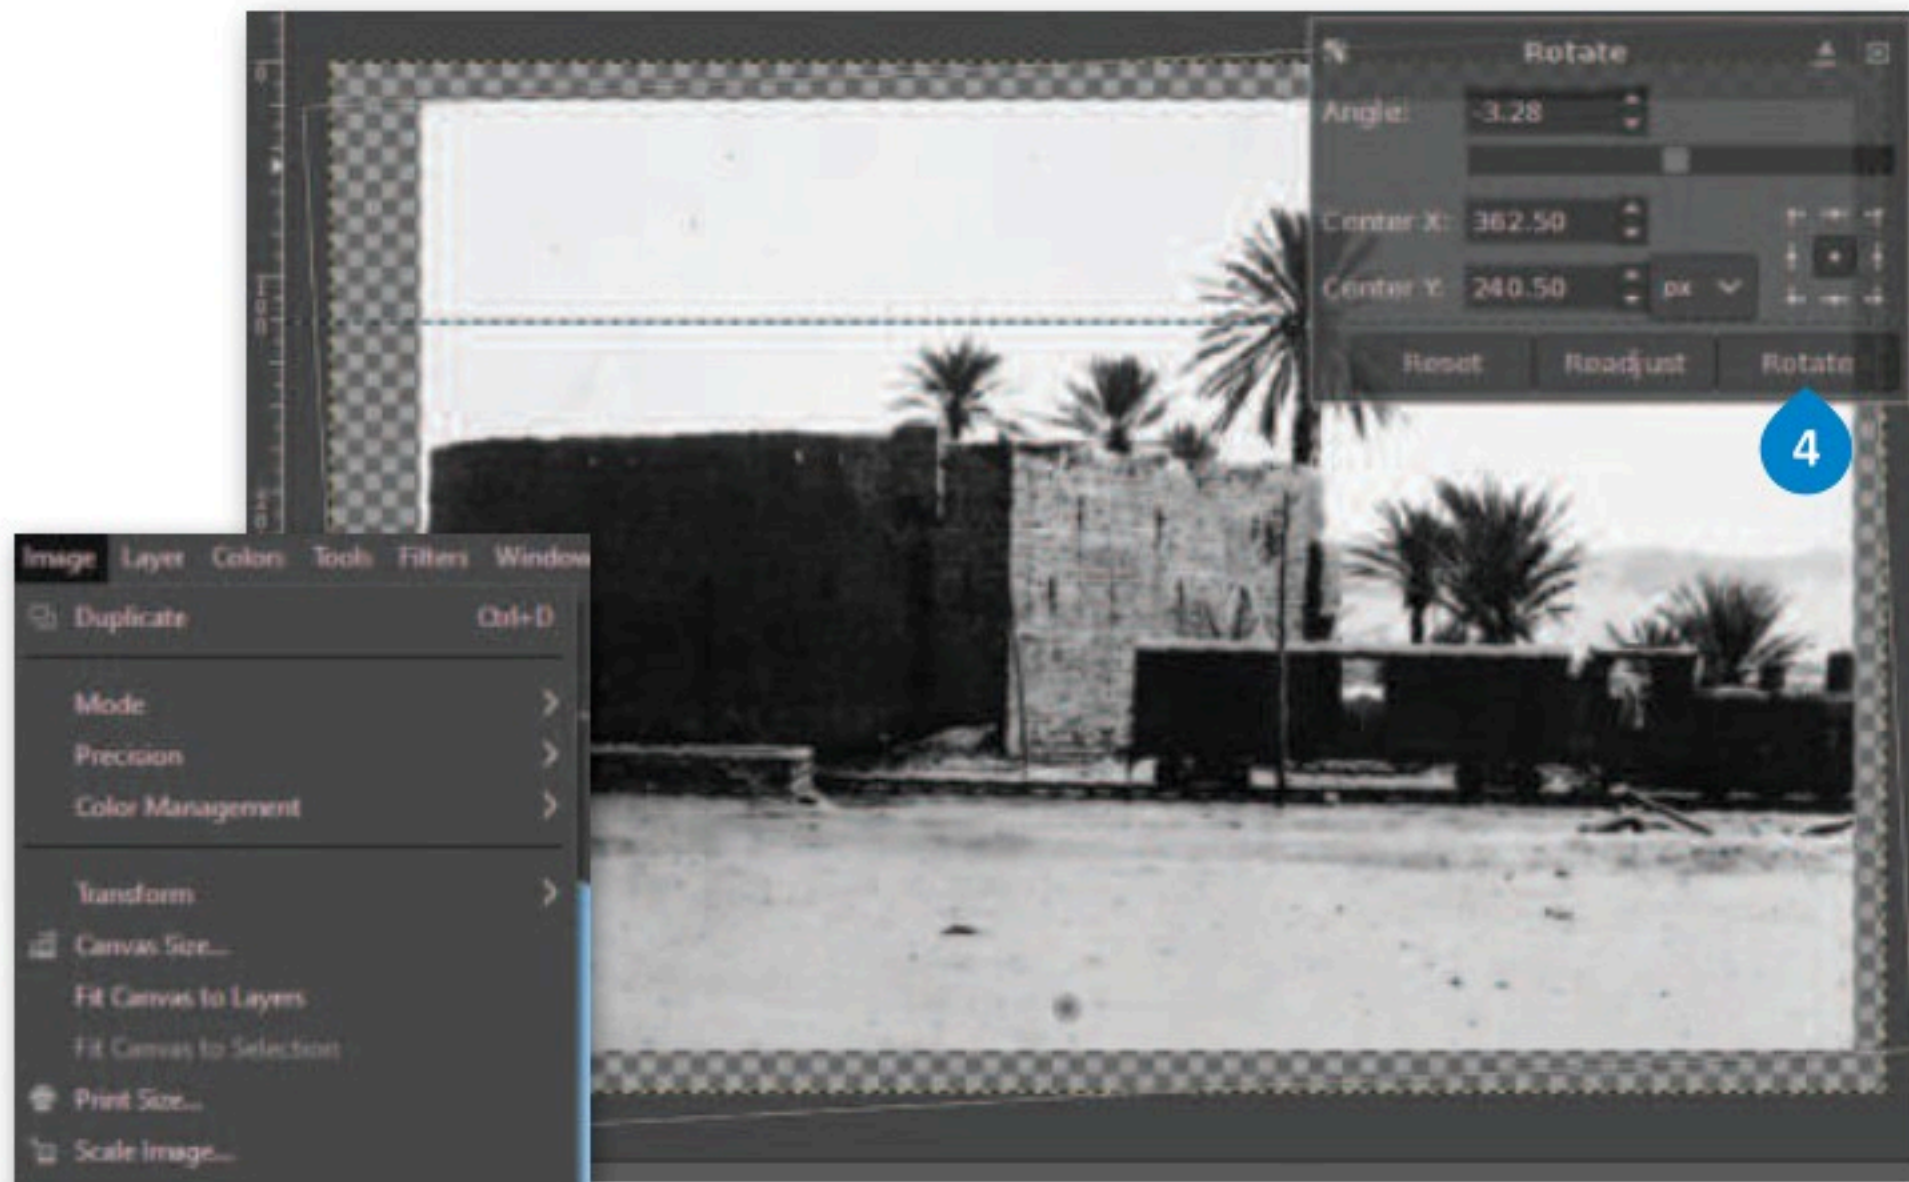 Rotate
Angle: -3.28
Center X: 362.50
Center Y: 240.50 px
Reset Readjust Rotate
4
Image Layer Colors Tools Filters Window
Duplicate Ctrl+D
Mode
Precision
Color Management
Transform
Canvas Size...
Fit Canvas to Layers
Fit Canvas to Selection
Print Size...
Scale Image...